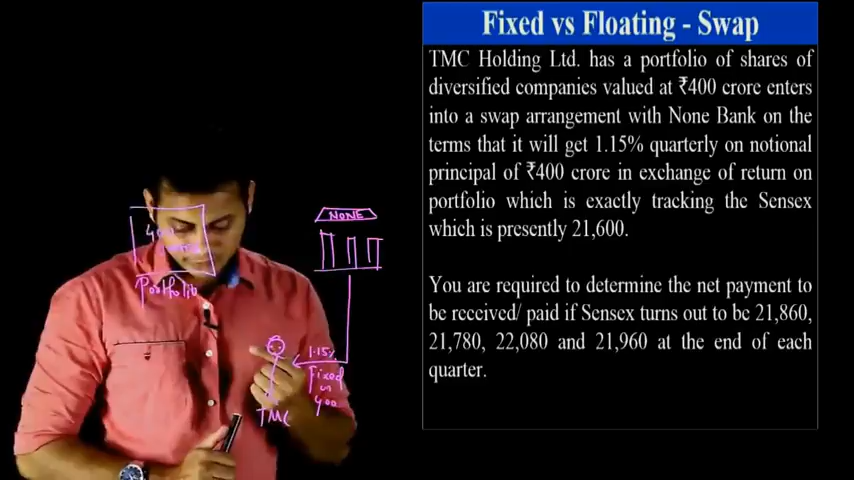 Fixed vs Floating - Swap
TMC Holding Ltd. has a portfolio of shares of
diversified companies valued at ₹400 crore enters
into a swap arrangement with None Bank on the
terms that it will get 1.15% quarterly on notional
principal of ₹400 crore in exchange of return on
portfolio which is exactly tracking the Sensex
which is presently 21,600.
You are required to determine the net payment to
be received/ paid if Sensex turns out to be 21,860,
21,780, 22,080 and 21,960 at the end of each
quarter.
NONE
400
Portfolio
1.15%
Fixed
on
400
TMC